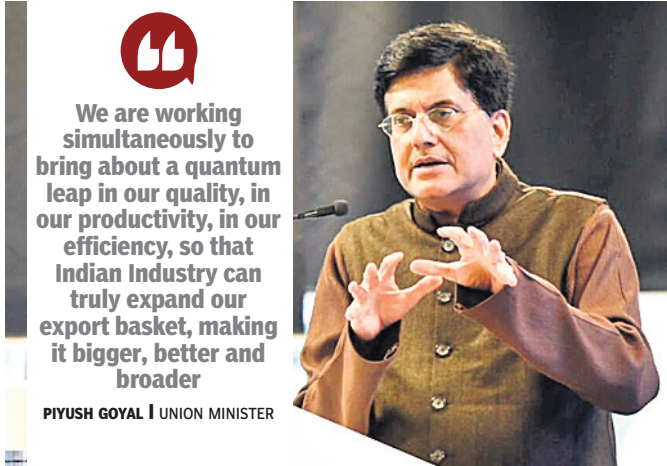 We are working
simultaneously to
bring about a quantum
leap in our quality, in
our productivity, in our
efficiency, so that
Indian Industry can
truly expand our
export basket, making
it bigger, better and
broader
PIYUSH GOYAL | UNION MINISTER